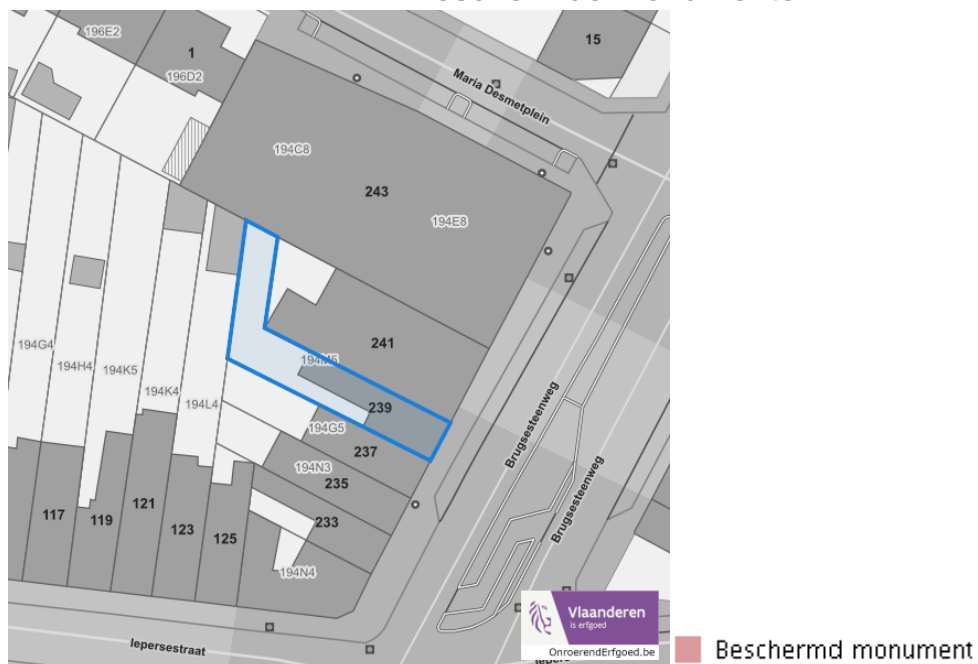 196E2
1
196D2
15
Maria Desmetplein
194C8
243
194E8
194G4
194H4
194K5
194K4
194L4
241
239
194G5
237
194N3
235
233
194N4
117
119
121
123
125
Brugsesteenweg
Brugsesteenweg
Iepersestraat
Vlaanderen
is erfgoed
OnroerendErfgoed.be
Beschermd monument